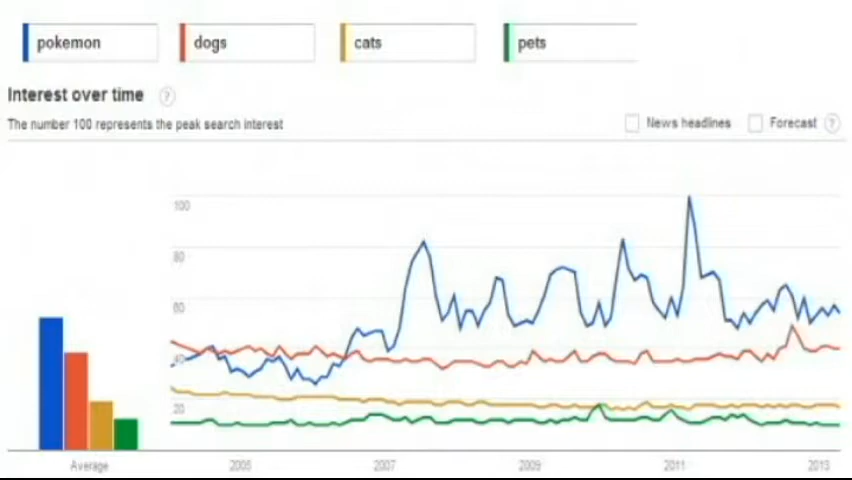 pokemon dogs cats pets
Interest over time ?
The number 100 represents the peak search interest
News headlines Forecast ?
100
80
60
40
20
Average 2005 2007 2009 2011 2013